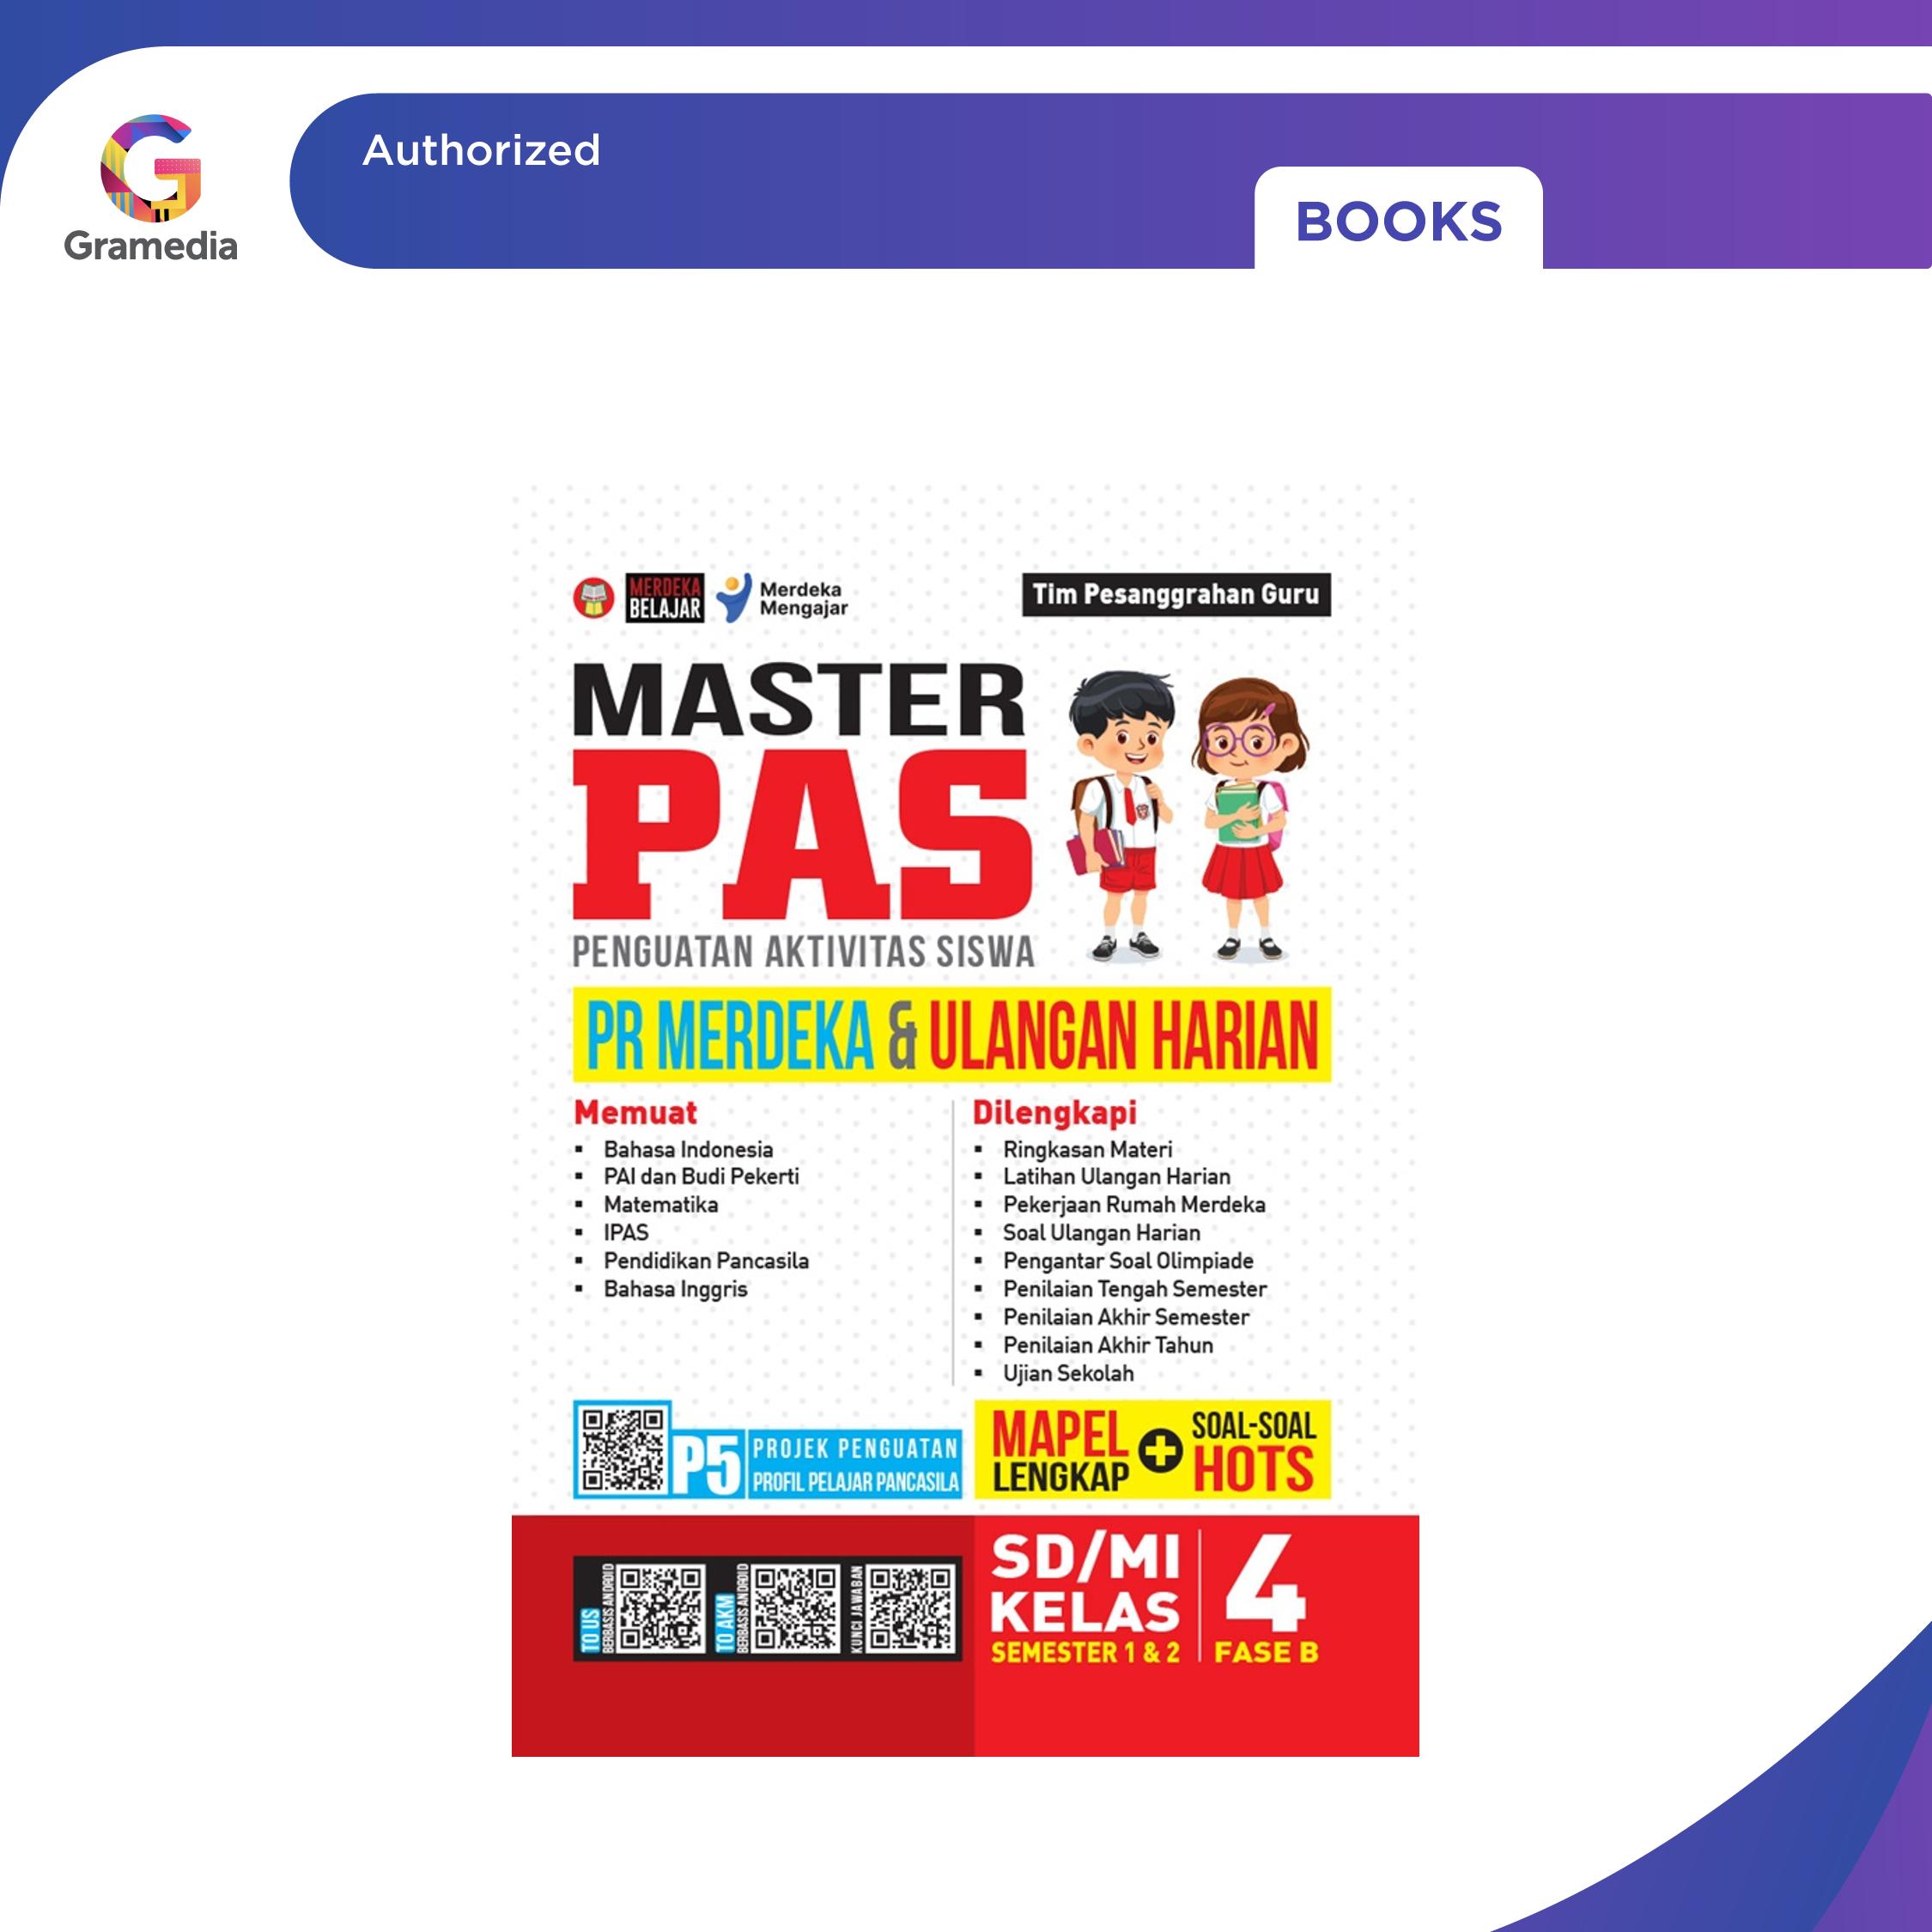 Gramedia
Authorized
BOOKS
MERDEKA
BELAJAR
Merdeka
Mengajar
Tim Pesanggrahan Guru
MASTER
PAS
PENGUATAN AKTIVITAS SISWA
PR MERDEKA & ULANGAN HARIAN
Memuat
▪ Bahasa Indonesia
▪ PAI dan Budi Pekerti
▪ Matematika
▪ IPAS
▪ Pendidikan Pancasila
▪ Bahasa Inggris
Dilengkapi
▪ Ringkasan Materi
▪ Latihan Ulangan Harian
▪ Pekerjaan Rumah Merdeka
▪ Soal Ulangan Harian
▪ Pengantar Soal Olimpiade
▪ Penilaian Tengah Semester
▪ Penilaian Akhir Semester
▪ Penilaian Akhir Tahun
▪ Ujian Sekolah
P5
PROJEK PENGUATAN
PROFIL PELAJAR PANCASILA
MAPEL
LENGKAP
+
SOAL-SOAL
HOTS
TO US
BERBASIS ANDROID
TO AKM
BERBASIS ANDROID
KUNCI JAWABAN
SD/MI
KELAS
SEMESTER 1 & 2
4
FASE B